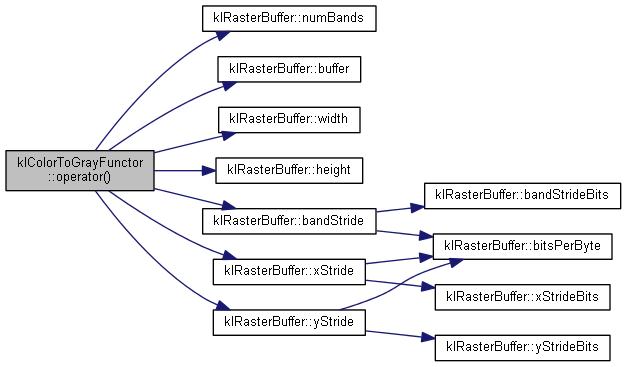 klRasterBuffer::numBands
klRasterBuffer::buffer
klRasterBuffer::width
klColorToGrayFunctor
::operator()
klRasterBuffer::height
klRasterBuffer::bandStride
klRasterBuffer::xStride
klRasterBuffer::yStride
klRasterBuffer::bandStrideBits
klRasterBuffer::bitsPerByte
klRasterBuffer::xStrideBits
klRasterBuffer::yStrideBits